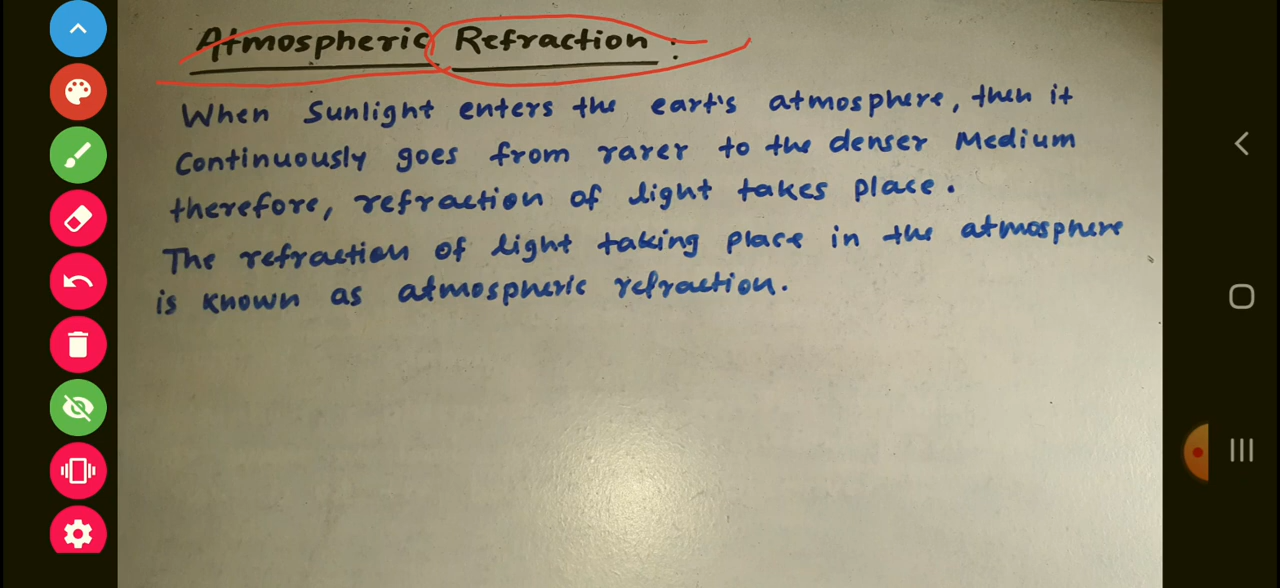 Atmospheric Refraction :
When Sunlight enters the eart's atmosphere, then it
Continuously goes from rarer to the denser Medium
therefore, refraction of light takes place.
The refraction of light taking place in the atmosphere
is known as atmospheric refraction.